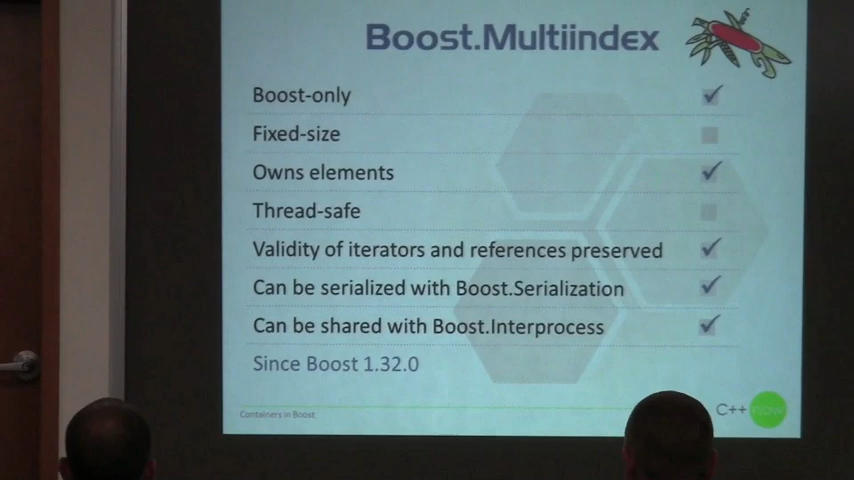 Boost.Multiindex
Boost-only
Fixed-size
Owns elements
Thread-safe
Validity of iterators and references preserved
Can be serialized with Boost.Serialization
Can be shared with Boost.Interprocess
Since Boost 1.32.0
Containers in Boost
C++ now